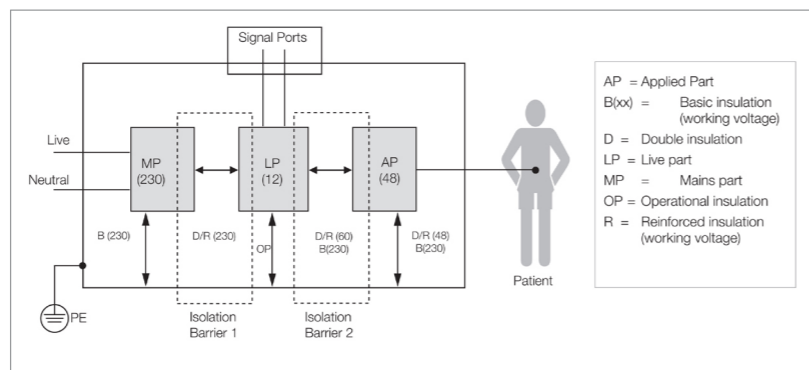 Signal Ports
Live
Neutral
MP
(230)
LP
(12)
AP
(48)
B (230)
D/R (230)
OP
D/R (60)
B(230)
D/R (48)
B(230)
PE
Isolation
Barrier 1
Isolation
Barrier 2
Patient
AP = Applied Part
B(xx) = Basic insulation
(working voltage)
D = Double insulation
LP = Live part
MP = Mains part
OP = Operational insulation
R = Reinforced insulation
(working voltage)